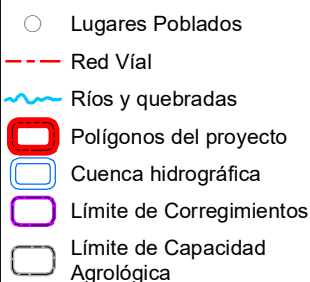 Lugares Poblados
Red Víal
Ríos y quebradas
Polígonos del proyecto
Cuenca hidrográfica
Límite de Corregimientos
Límite de Capacidad
Agrológica